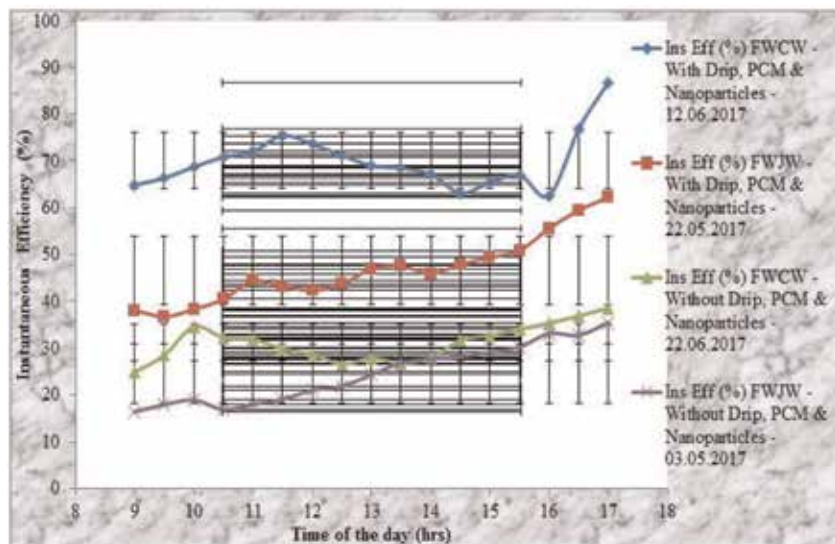 100
90
80
70
60
50
40
30
20
10
0
Instantaneous Efficiency (%)
8 9 10 11 12 13 14 15 16 17 18
Time of the day (hrs)
Ins Eff (%) FWCW -
With Drip, PCM &
Nanoparticles -
12.06.2017
Ins Eff (%) FWJW -
With Drip, PCM &
Nanoparticles -
22.05.2017
Ins Eff (%) FWCW -
Without Drip, PCM &
Nanoparticles -
22.06.2017
Ins Eff (%) FWJW -
Without Drip, PCM &
Nanoparticles -
03.05.2017